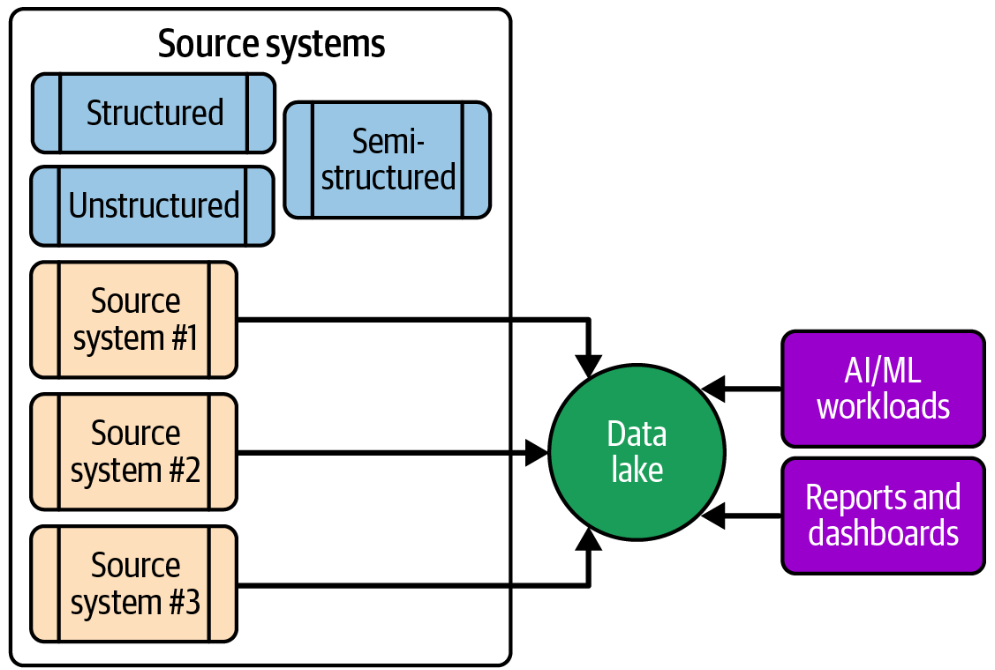 Source systems
Structured
Semi-
structured
Unstructured
Source
system #1
Source
system #2
Source
system #3
Data
lake
AI/ML
workloads
Reports and
dashboards